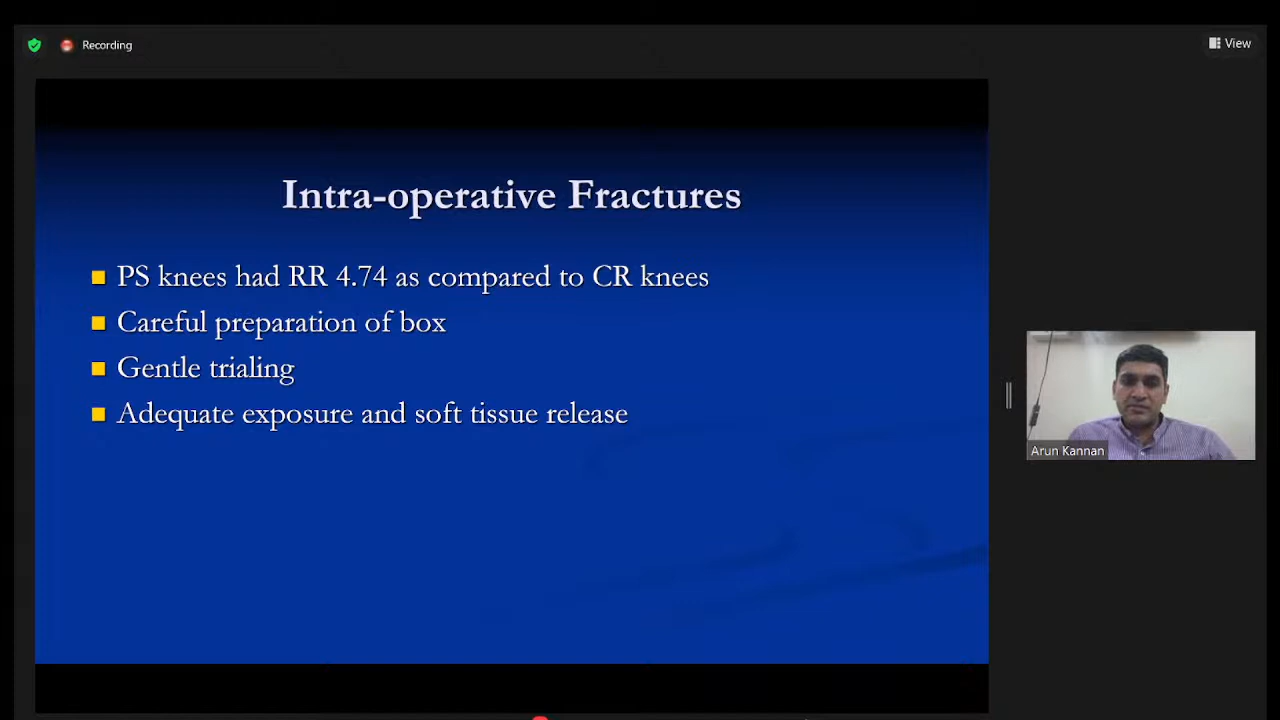 Recording
View
Intra-operative Fractures
PS knees had RR 4.74 as compared to CR knees
Careful preparation of box
Gentle trialing
Adequate exposure and soft tissue release
Arun Kannan